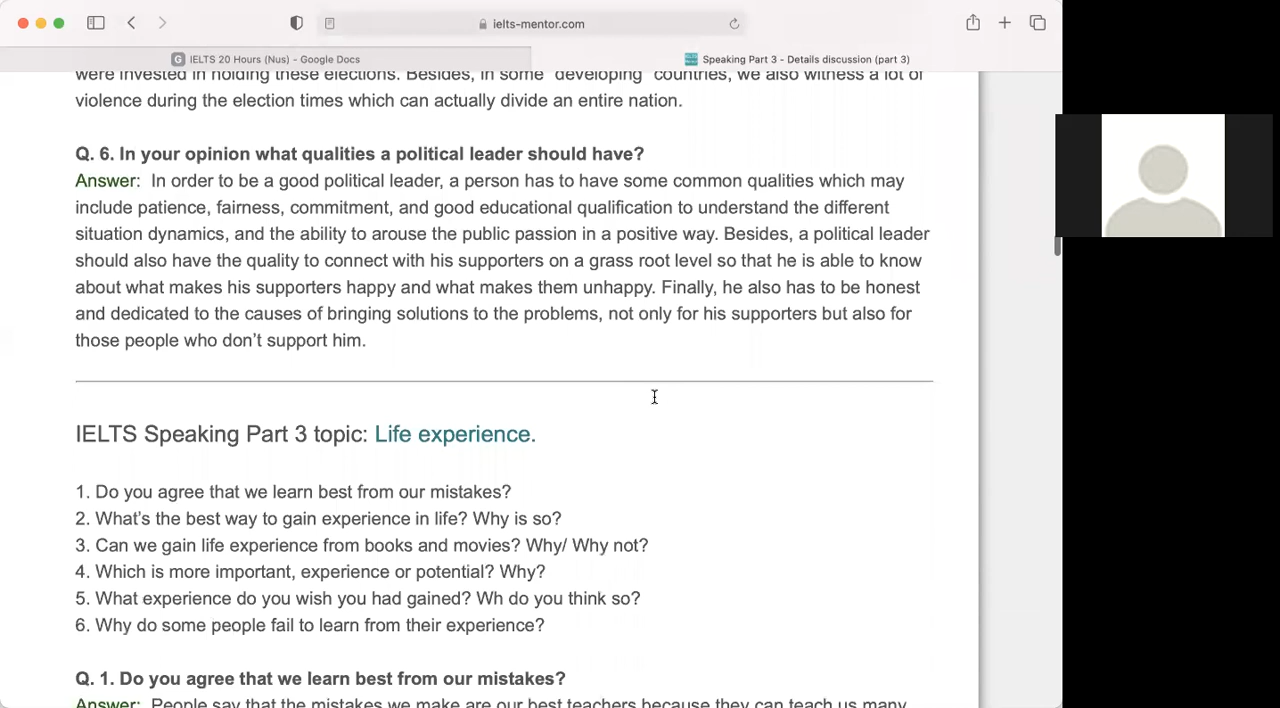 ielts-mentor.com
IELTS 20 Hours (Nus) - Google Docs
Speaking Part 3 - Details discussion (part 3)
were invested in holding these elections. Besides, in some “developing” countries, we also witness a lot of
violence during the election times which can actually divide an entire nation.
Q. 6. In your opinion what qualities a political leader should have?
Answer: In order to be a good political leader, a person has to have some common qualities which may
include patience, fairness, commitment, and good educational qualification to understand the different
situation dynamics, and the ability to arouse the public passion in a positive way. Besides, a political leader
should also have the quality to connect with his supporters on a grass root level so that he is able to know
about what makes his supporters happy and what makes them unhappy. Finally, he also has to be honest
and dedicated to the causes of bringing solutions to the problems, not only for his supporters but also for
those people who don’t support him.
IELTS Speaking Part 3 topic: Life experience.
1. Do you agree that we learn best from our mistakes?
2. What’s the best way to gain experience in life? Why is so?
3. Can we gain life experience from books and movies? Why/ Why not?
4. Which is more important, experience or potential? Why?
5. What experience do you wish you had gained? Wh do you think so?
6. Why do some people fail to learn from their experience?
Q. 1. Do you agree that we learn best from our mistakes?
Answer: People say that the mistakes we make are our best teachers because they can teach us many